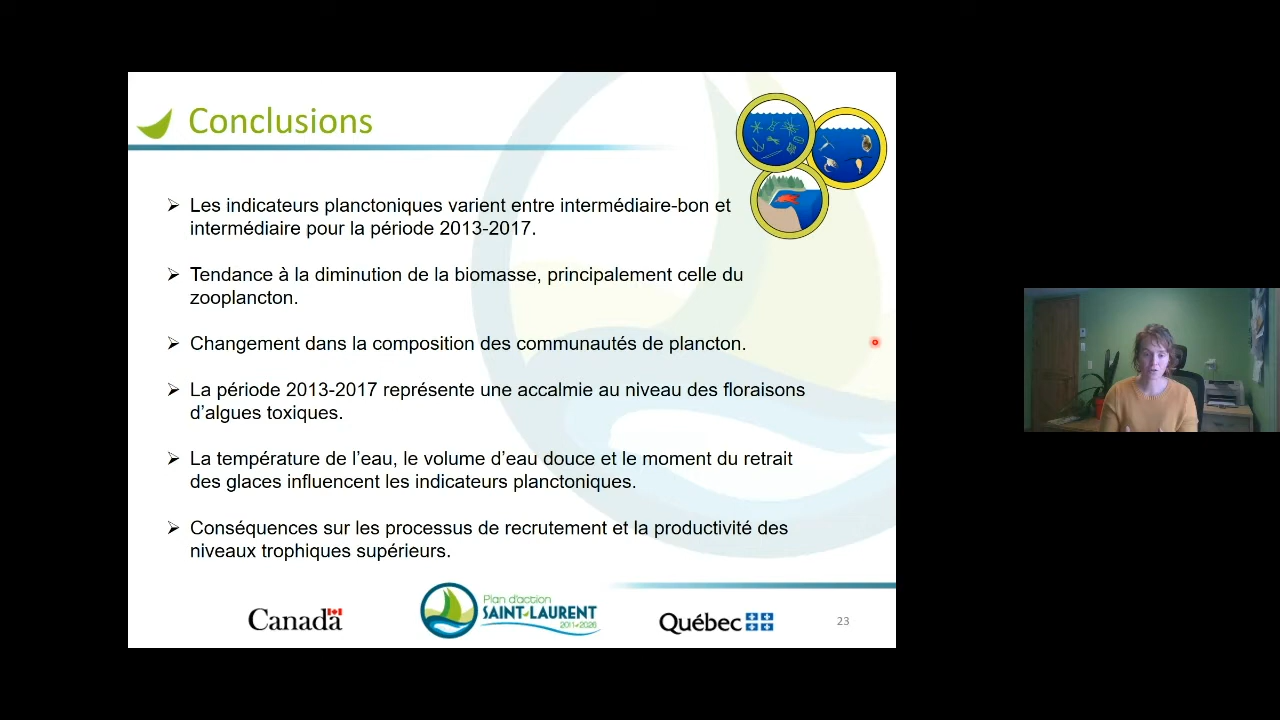 Conclusions
Les indicateurs planctoniques varient entre intermédiaire-bon et
intermédiaire pour la période 2013-2017.
Tendance à la diminution de la biomasse, principalement celle du
zooplancton.
Changement dans la composition des communautés de plancton.
La période 2013-2017 représente une accalmie au niveau des floraisons
d'algues toxiques.
La température de l'eau, le volume d'eau douce et le moment du retrait
des glaces influencent les indicateurs planctoniques.
Conséquences sur les processus de recrutement et la productivité des
niveaux trophiques supérieurs.
Canada
Plan d'action
SAINT-LAURENT
2011-2026
Québec
23